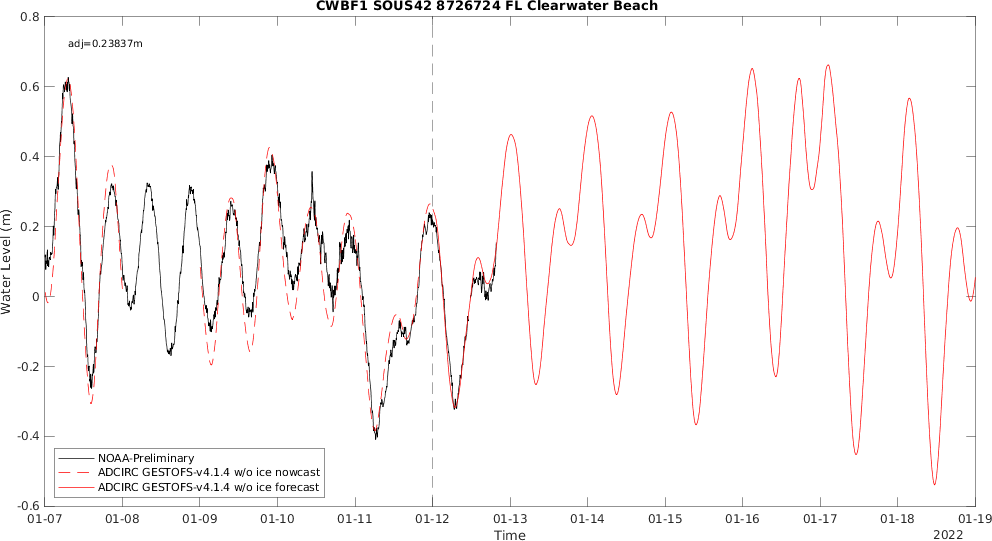 CWBF1 SOUS42 8726724 FL Clearwater Beach
0.8
adj=0.23837m
0.6
0.4
0.2
0
-0.2
-0.4
-0.6
Water Level (m)
NOAA-Preliminary
ADCIRC GESTOFS-v4.1.4 w/o ice nowcast
ADCIRC GESTOFS-v4.1.4 w/o ice forecast
01-07 01-08 01-09 01-10 01-11 01-12 01-13 01-14 01-15 01-16 01-17 01-18 01-19
Time
2022